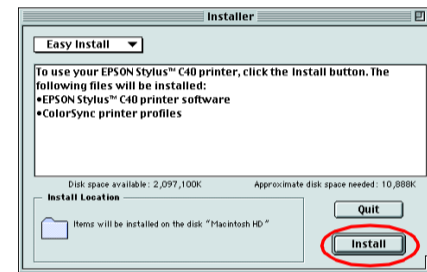 Installer
Easy Install
To use your EPSON Stylus™ C40 printer, click the Install button. The
following files will be installed:
•EPSON Stylus™ C40 printer software
•ColorSync printer profiles
Disk space available: 2,097,100K Approximate disk space needed: 10,888K
Install Location
Items will be installed on the disk "Macintosh HD"
Quit
Install